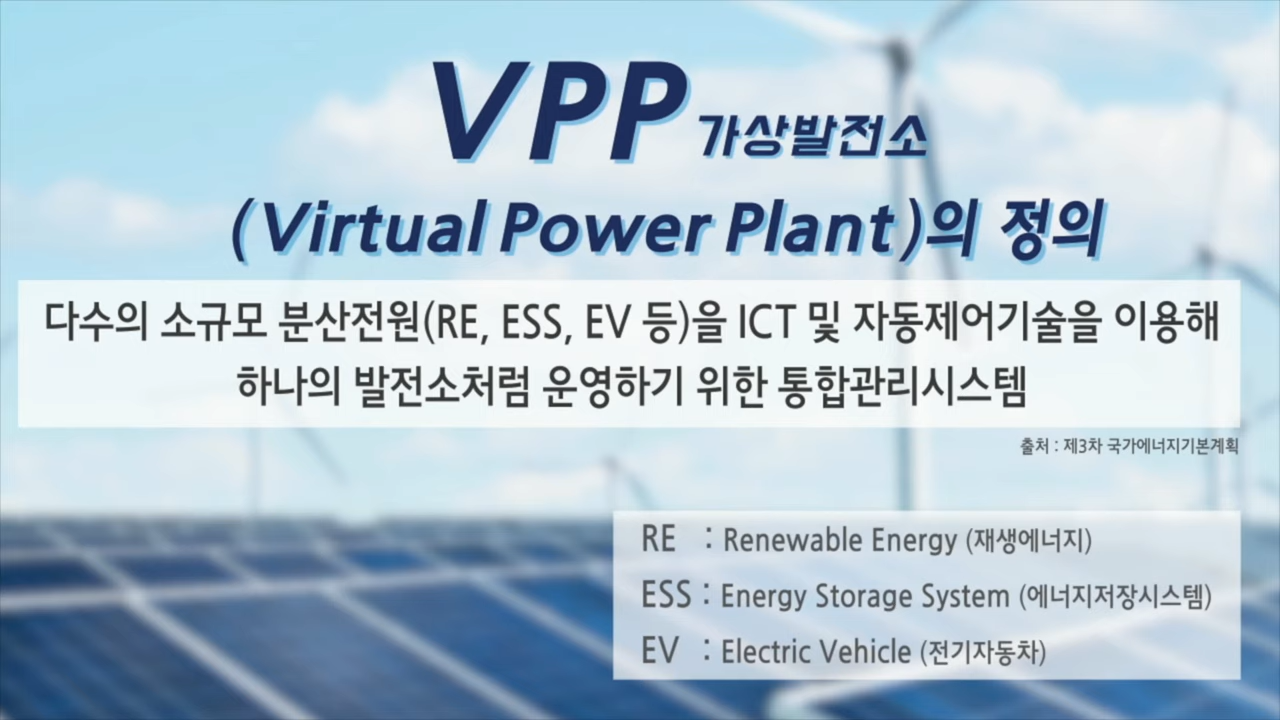 VPP 가상발전소
(Virtual Power Plant)의 정의
다수의 소규모 분산전원(RE, ESS, EV 등)을 ICT 및 자동제어기술을 이용해
하나의 발전소처럼 운영하기 위한 통합관리시스템
출처 : 제3차 국가에너지기본계획
RE : Renewable Energy (재생에너지)
ESS : Energy Storage System (에너지저장시스템)
EV : Electric Vehicle (전기자동차)